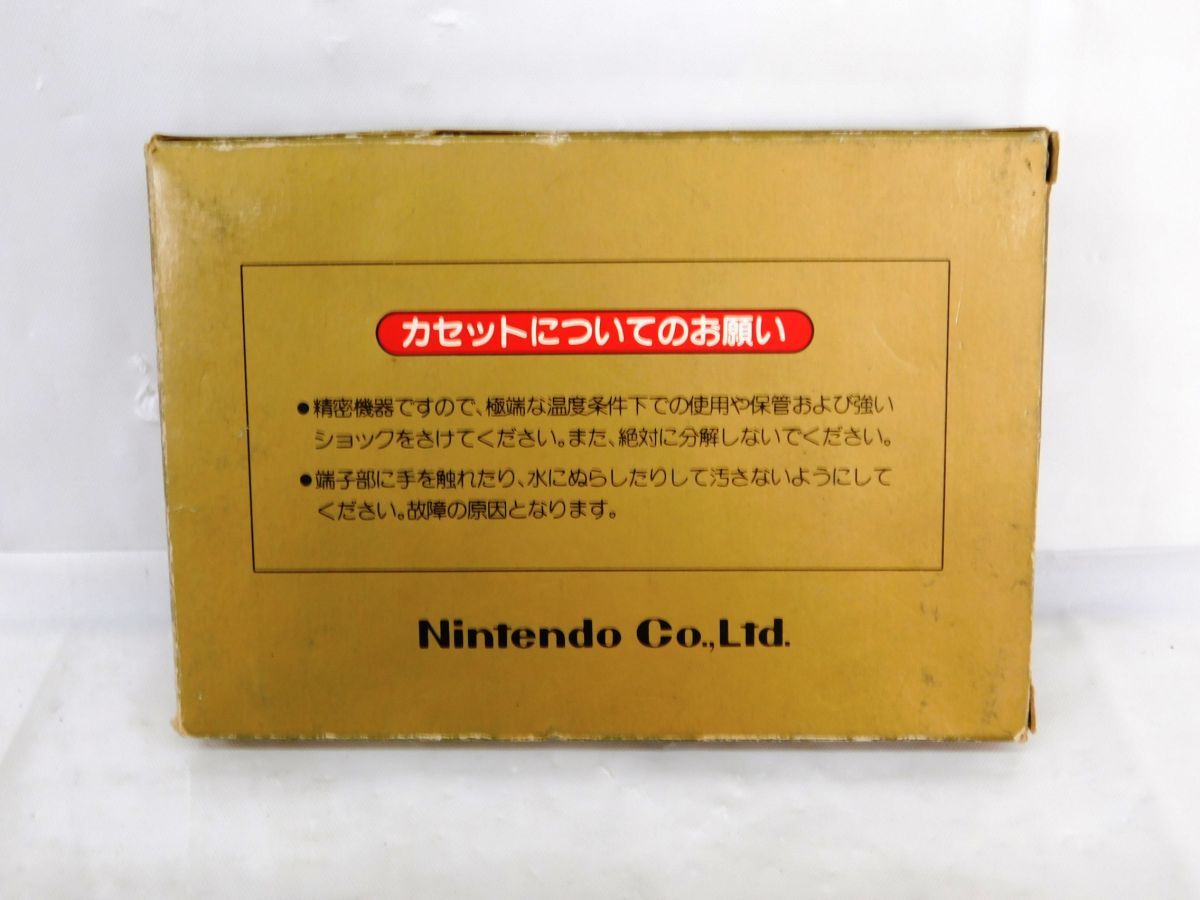 カセットについてのお願い
●精密機器ですので、極端な温度条件下での使用や保管および強い
ショックをさけてください。また、絶対に分解しないでください。
●端子部に手を触れたり、水にぬらしたりして汚さないようにして
ください。故障の原因となります。
Nintendo Co.,Ltd.